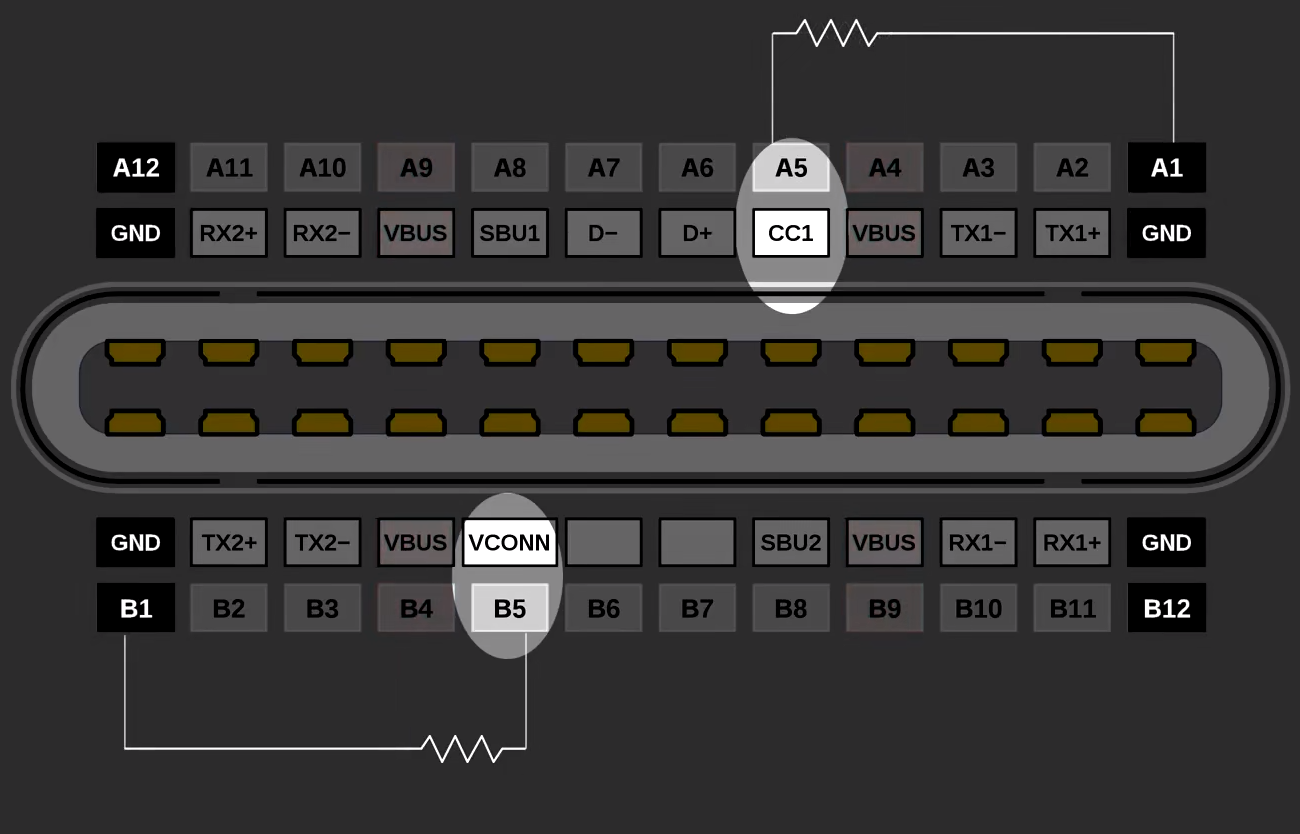 A12 A11 A10 A9 A8 A7 A6 A5 A4 A3 A2 A1
GND RX2+ RX2− VBUS SBU1 D− D+ CC1 VBUS TX1− TX1+ GND
GND TX2+ TX2− VBUS VCONN SBU2 VBUS RX1− RX1+ GND
B1 B2 B3 B4 B5 B6 B7 B8 B9 B10 B11 B12